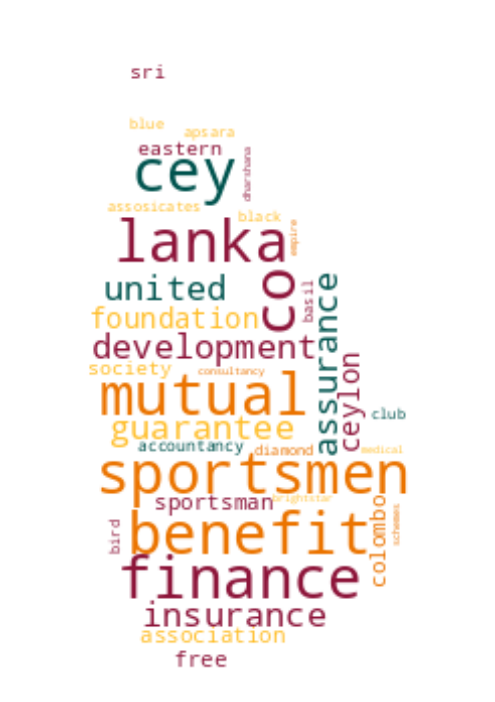 sri
blue
apsara
eastern
cey
dharshana
assosicates
black
lanka
empire
co
united
basil
assurance
foundation
development
society
consultancy
ceylon
mutual
guarantee
club
accountancy
diamond
medical
sportsmen
sportsman
brightstar
colombo
schemes
bird
benefit
finance
insurance
association
free